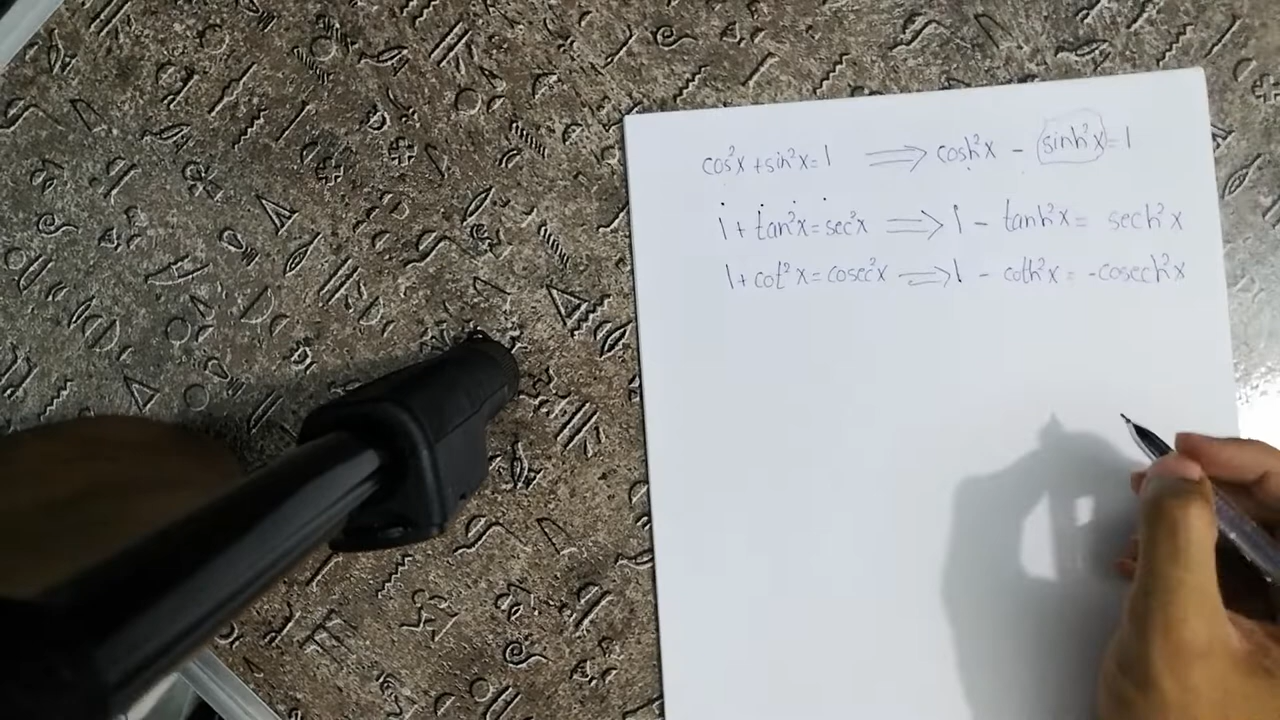 cos²x + sin²x = 1 ⟹ cosh²x - sinh²x = 1
1 + tan²x = sec²x ⟹ 1 - tanh²x = sech²x
1 + cot²x = cosec²x ⟹ 1 - coth²x = -cosech²x